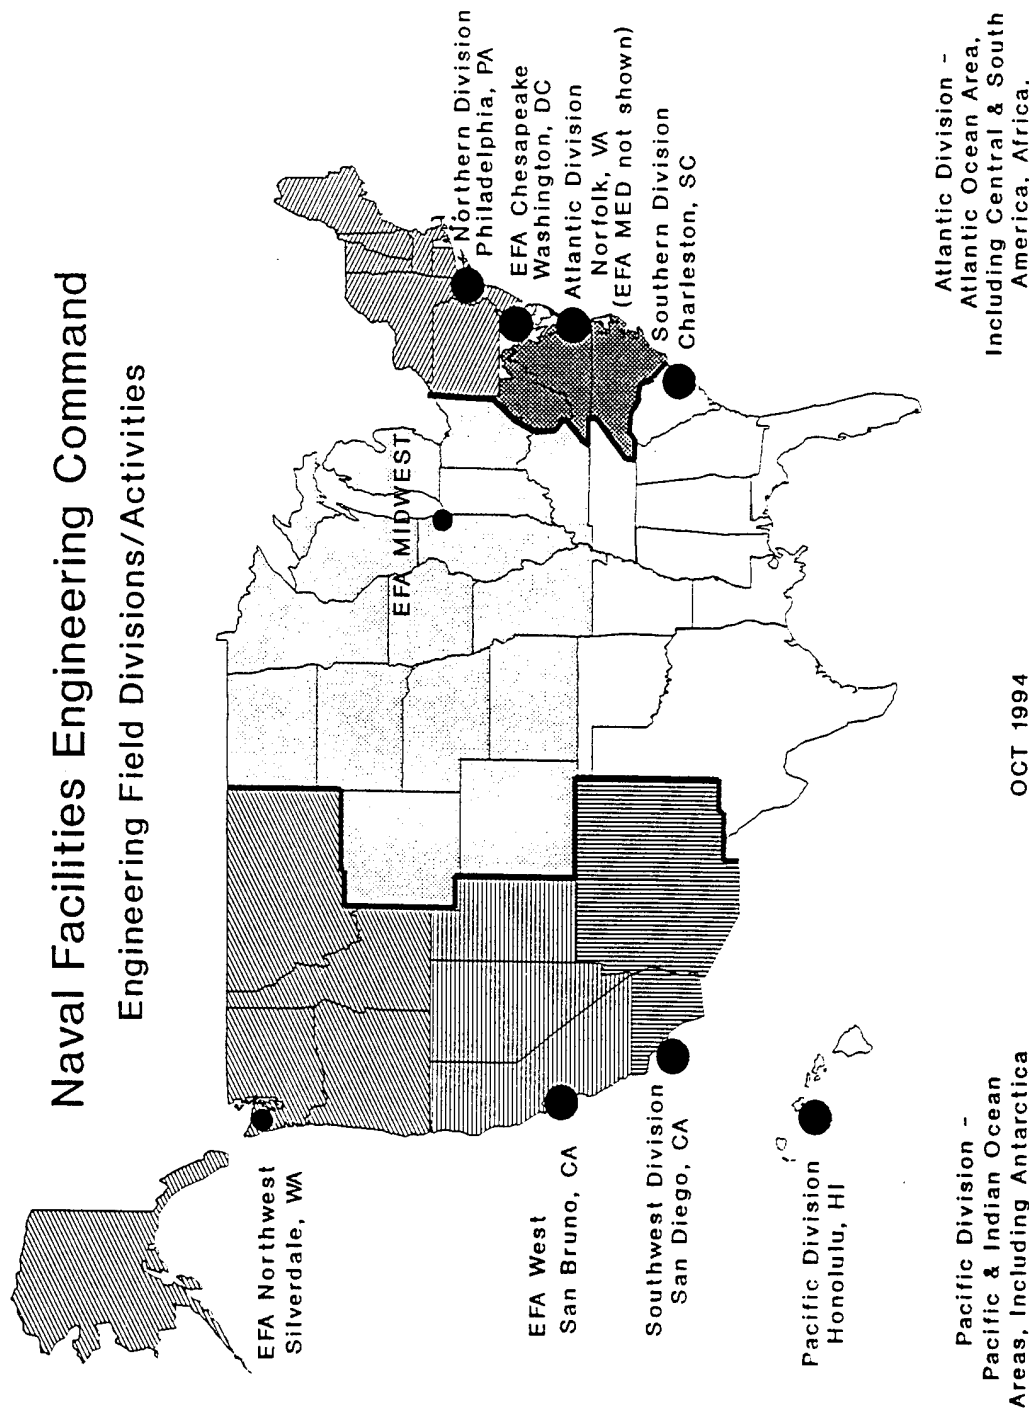 Naval Facilities Engineering Command
Engineering Field Divisions/Activities
EFA Northwest
Silverdale, WA
EFA West
San Bruno, CA
Southwest Division
San Diego, CA
Pacific Division
Honolulu, HI
EFA MIDWEST
Northern Division
Philadelphia, PA
EFA Chesapeake
Washington, DC
Atlantic Division
Norfolk, VA
(EFA MED not shown)
Southern Division
Charleston, SC
Pacific Division -
Pacific & Indian Ocean
Areas, Including Antarctica
OCT 1994
Atlantic Division -
Atlantic Ocean Area,
Including Central & South
America, Africa,